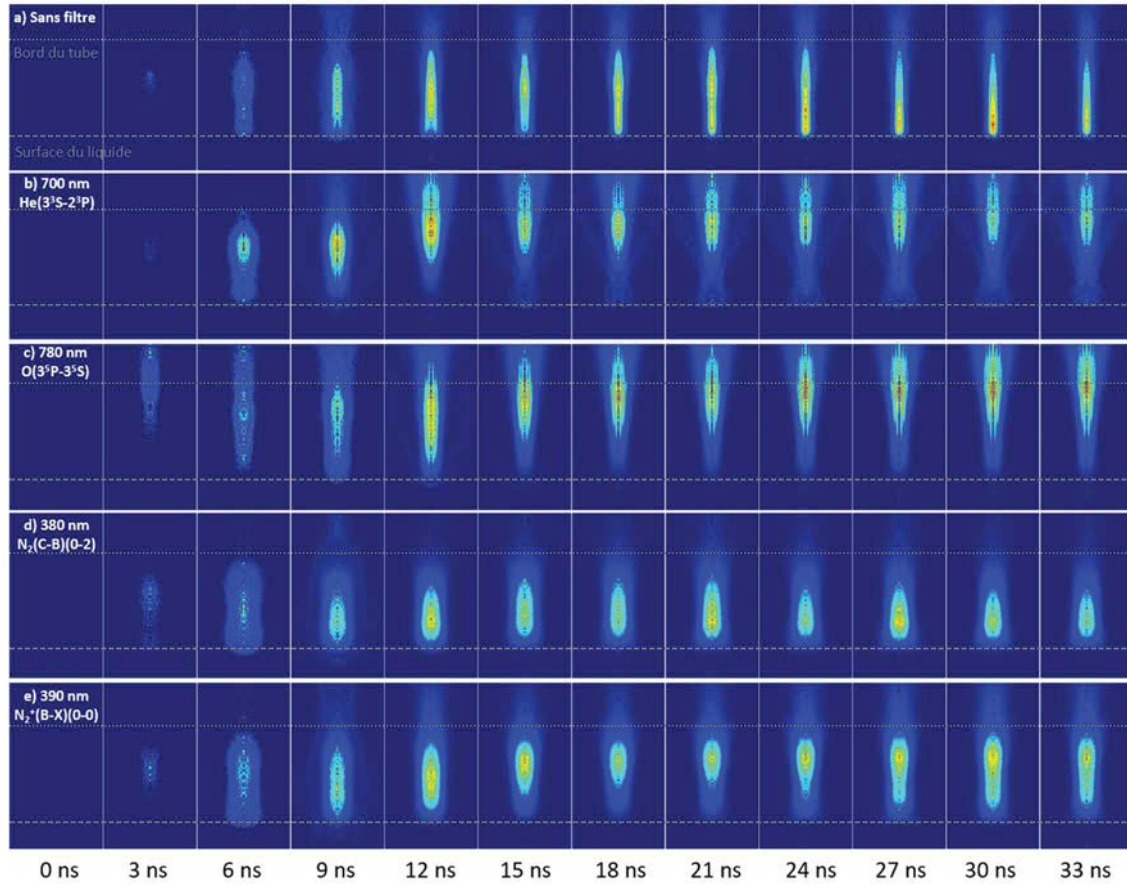 a) Sans filtre
Bord du tube
Surface du liquide
b) 700 nm
He(3³S-2³P)
c) 780 nm
O(3⁵P-3⁵S)
d) 380 nm
N₂(C-B)(0-2)
e) 390 nm
N₂⁺(B-X)(0-0)
0 ns 3 ns 6 ns 9 ns 12 ns 15 ns 18 ns 21 ns 24 ns 27 ns 30 ns 33 ns